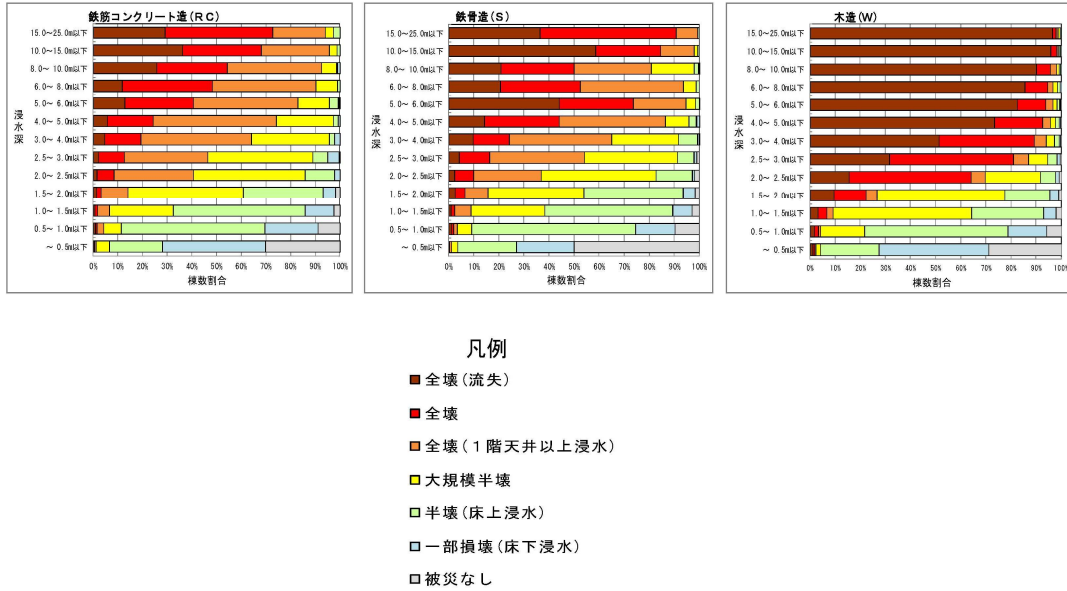 鉄筋コンクリート造(RC)
15.0～25.0m以下
10.0～15.0m以下
8.0～ 10.0m以下
6.0～ 8.0m以下
5.0～ 6.0m以下
4.0～ 5.0m以下
3.0～ 4.0m以下
2.5～ 3.0m以下
2.0～ 2.5m以下
1.5～ 2.0m以下
1.0～ 1.5m以下
0.5～ 1.0m以下
～ 0.5m以下
浸水深
0% 10% 20% 30% 40% 50% 60% 70% 80% 90% 100%
棟数割合
鉄骨造(S)
15.0～25.0m以下
10.0～15.0m以下
8.0～ 10.0m以下
6.0～ 8.0m以下
5.0～ 6.0m以下
4.0～ 5.0m以下
3.0～ 4.0m以下
2.5～ 3.0m以下
2.0～ 2.5m以下
1.5～ 2.0m以下
1.0～ 1.5m以下
0.5～ 1.0m以下
～ 0.5m以下
浸水深
0% 10% 20% 30% 40% 50% 60% 70% 80% 90% 100%
棟数割合
木造(W)
15.0～25.0m以下
10.0～15.0m以下
8.0～ 10.0m以下
6.0～ 8.0m以下
5.0～ 6.0m以下
4.0～ 5.0m以下
3.0～ 4.0m以下
2.5～ 3.0m以下
2.0～ 2.5m以下
1.5～ 2.0m以下
1.0～ 1.5m以下
0.5～ 1.0m以下
～ 0.5m以下
浸水深
0% 10% 20% 30% 40% 50% 60% 70% 80% 90% 100%
棟数割合
凡例
全壊(流失)
全壊
全壊(1階天井以上浸水)
大規模半壊
半壊(床上浸水)
一部損壊(床下浸水)
被災なし